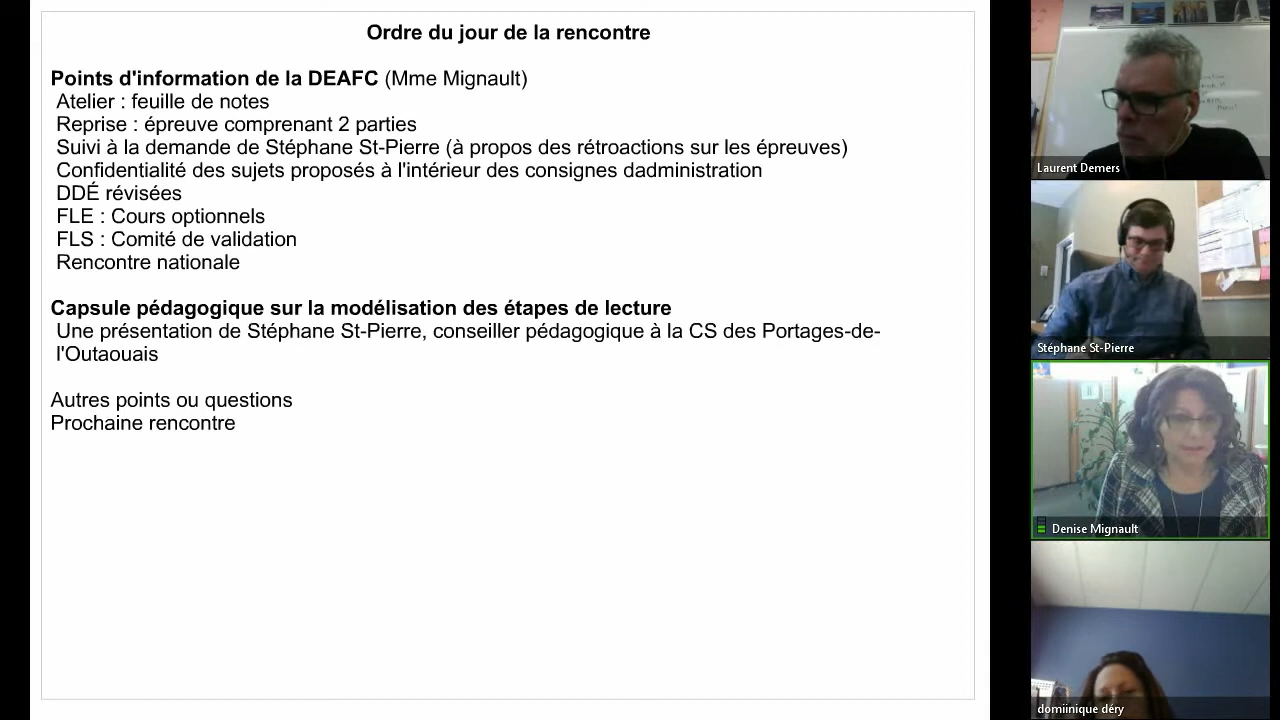 Ordre du jour de la rencontre
Points d'information de la DEAFC (Mme Mignault)
Atelier : feuille de notes
Reprise : épreuve comprenant 2 parties
Suivi à la demande de Stéphane St-Pierre (à propos des rétroactions sur les épreuves)
Confidentialité des sujets proposés à l'intérieur des consignes dadministration
DDÉ révisées
FLE : Cours optionnels
FLS : Comité de validation
Rencontre nationale
Capsule pédagogique sur la modélisation des étapes de lecture
Une présentation de Stéphane St-Pierre, conseiller pédagogique à la CS des Portages-de-
l'Outaouais
Autres points ou questions
Prochaine rencontre
Laurent Demers
Stéphane St-Pierre
Denise Mignault
domiinique déry